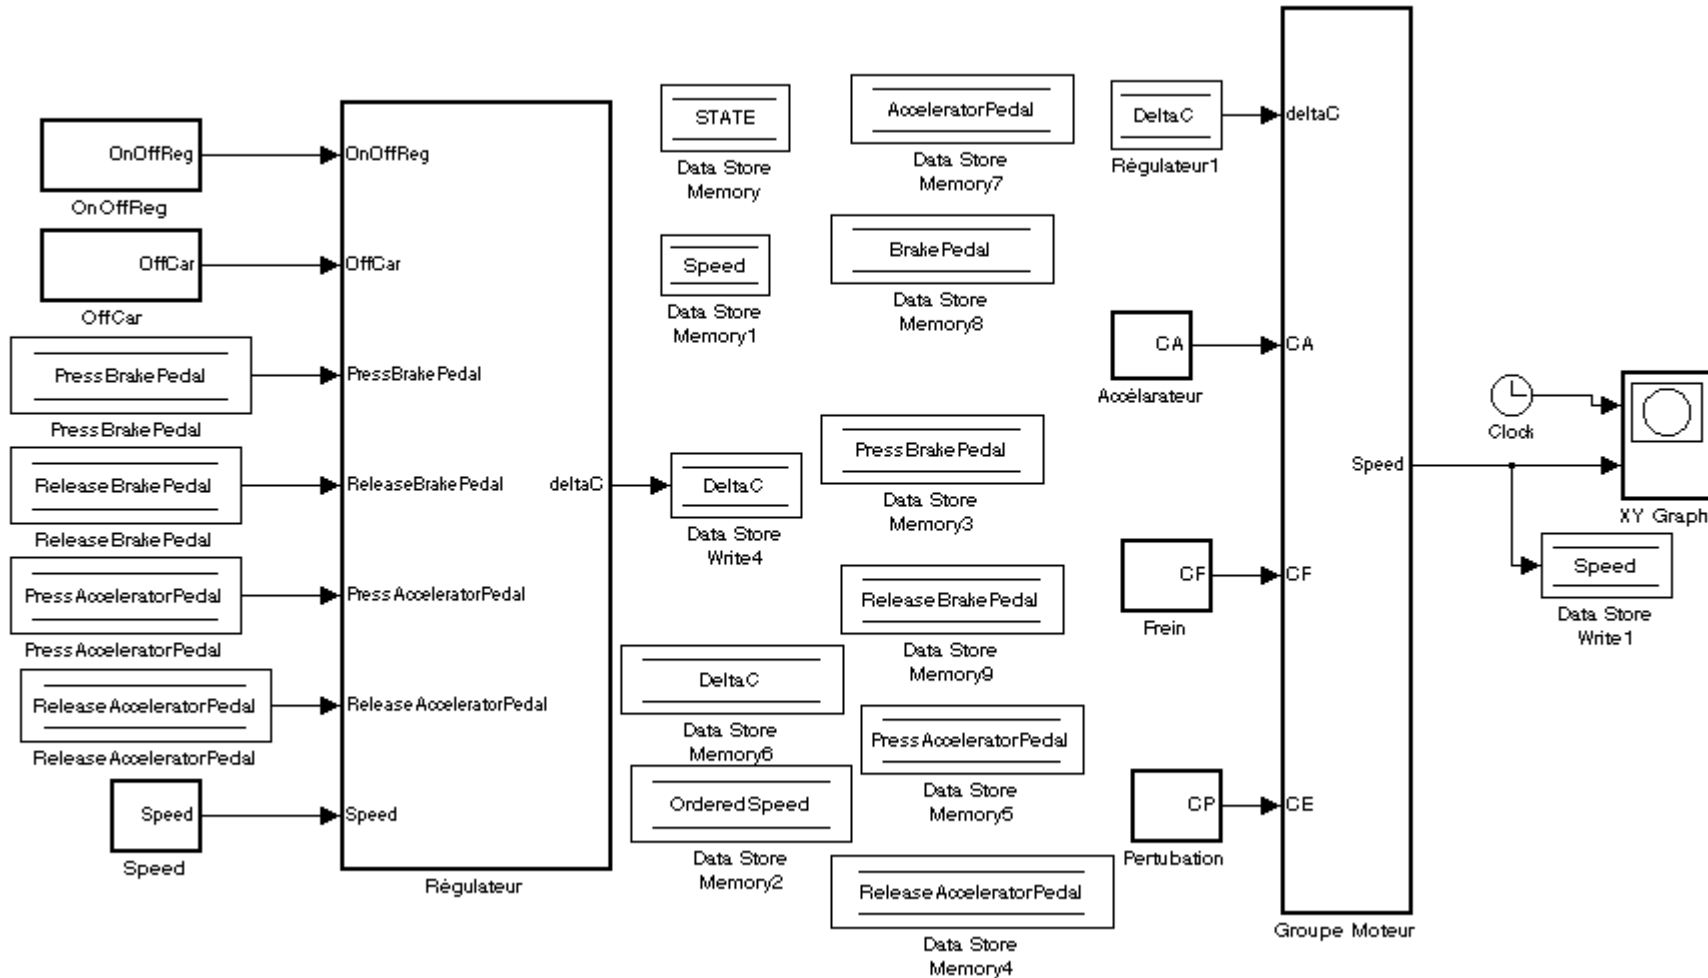 OnOffReg
OnOffReg
OffCar
OffCar
PressBrakePedal
PressBrakePedal
ReleaseBrakePedal
ReleaseBrakePedal
PressAcceleratorPedal
PressAcceleratorPedal
ReleaseAcceleratorPedal
ReleaseAcceleratorPedal
Speed
Speed
OnOffReg
OffCar
PressBrakePedal
ReleaseBrakePedal
deltaC
PressAcceleratorPedal
ReleaseAcceleratorPedal
Speed
Régulateur
STATE
Data Store
Memory
Speed
Data Store
Memory1
DeltaC
Data Store
Write4
DeltaC
Data Store
Memory6
OrderedSpeed
Data Store
Memory2
AcceleratorPedal
Data Store
Memory7
BrakePedal
Data Store
Memory8
PressBrakePedal
Data Store
Memory3
ReleaseBrakePedal
Data Store
Memory9
PressAcceleratorPedal
Data Store
Memory5
ReleaseAcceleratorPedal
Data Store
Memory4
DeltaC
Régulateur1
CA
Accélarateur
CF
Frein
CP
Pertubation
deltaC
CA
Speed
CF
CE
Groupe Moteur
Clock
XY Graph
Speed
Data Store
Write1